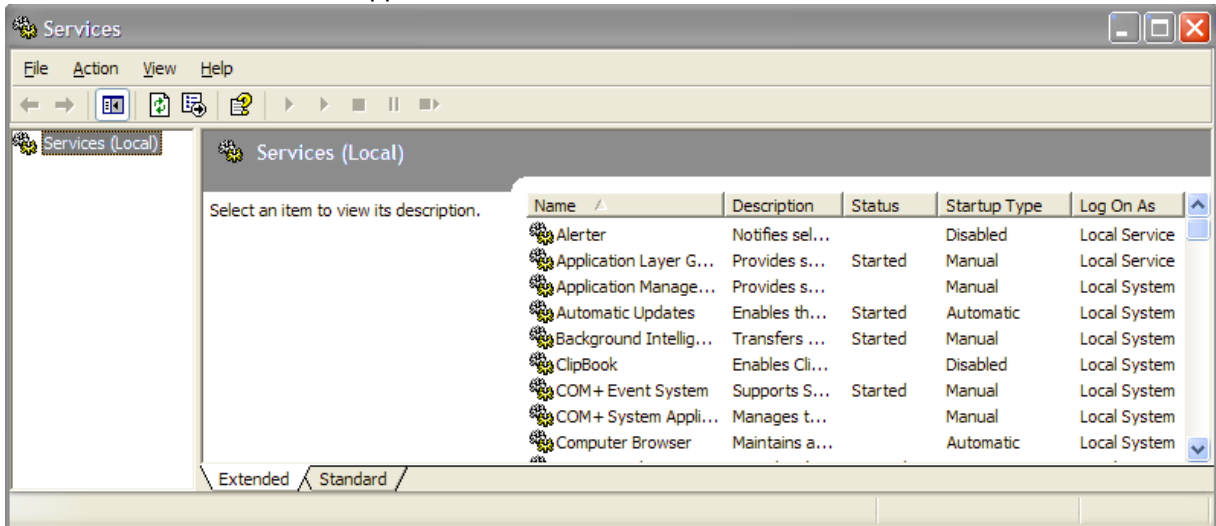 Services
File Action View Help
Services (Local)
Services (Local)
Select an item to view its description.
Name Description Status Startup Type Log On As
Alerter Notifies sel... Disabled Local Service
Application Layer G... Provides s... Started Manual Local Service
Application Manage... Provides s... Manual Local System
Automatic Updates Enables th... Started Automatic Local System
Background Intellig... Transfers ... Started Manual Local System
ClipBook Enables Cli... Disabled Local System
COM+ Event System Supports S... Started Manual Local System
COM+ System Appli... Manages t... Manual Local System
Computer Browser Maintains a... Automatic Local System
Extended Standard